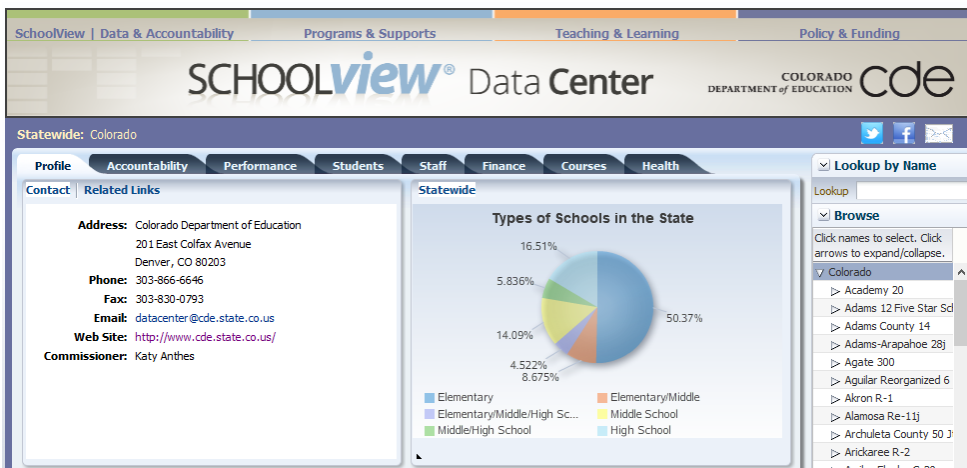 SchoolView | Data & Accountability
Programs & Supports
Teaching & Learning
Policy & Funding
SCHOOLview® Data Center
COLORADO
DEPARTMENT of EDUCATION
cde
Statewide: Colorado
Profile
Accountability
Performance
Students
Staff
Finance
Courses
Health
Contact
Related Links
Address: Colorado Department of Education
201 East Colfax Avenue
Denver, CO 80203
Phone: 303-866-6646
Fax: 303-830-0793
Email: datacenter@cde.state.co.us
Web Site: http://www.cde.state.co.us/
Commissioner: Katy Anthes
Statewide
Types of Schools in the State
16.51%
5.836%
50.37%
14.09%
4.522%
8.675%
Elementary
Elementary/Middle
Elementary/Middle/High Sc...
Middle School
Middle/High School
High School
Lookup by Name
Lookup
Browse
Click names to select. Click
arrows to expand/collapse.
Colorado
Academy 20
Adams 12 Five Star Scl
Adams County 14
Adams-Arapahoe 28j
Agate 300
Aguilar Reorganized 6
Akron R-1
Alamosa Re-11j
Archuleta County 50 J
Arickaree R-2